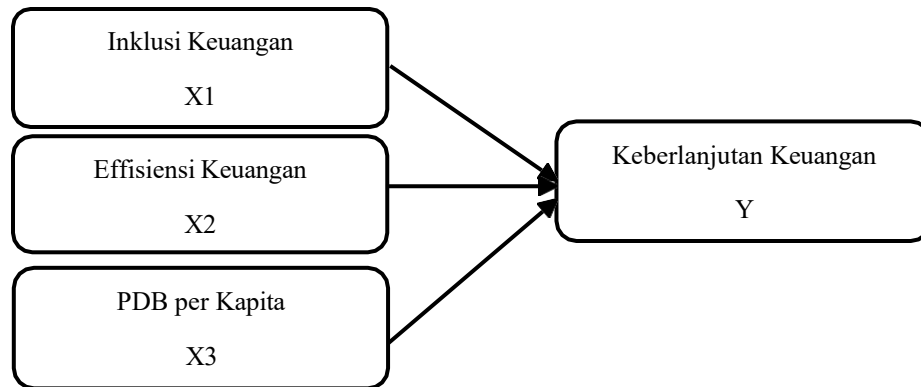 Inklusi Keuangan
X1
Effisiensi Keuangan
X2
PDB per Kapita
X3
Keberlanjutan Keuangan
Y